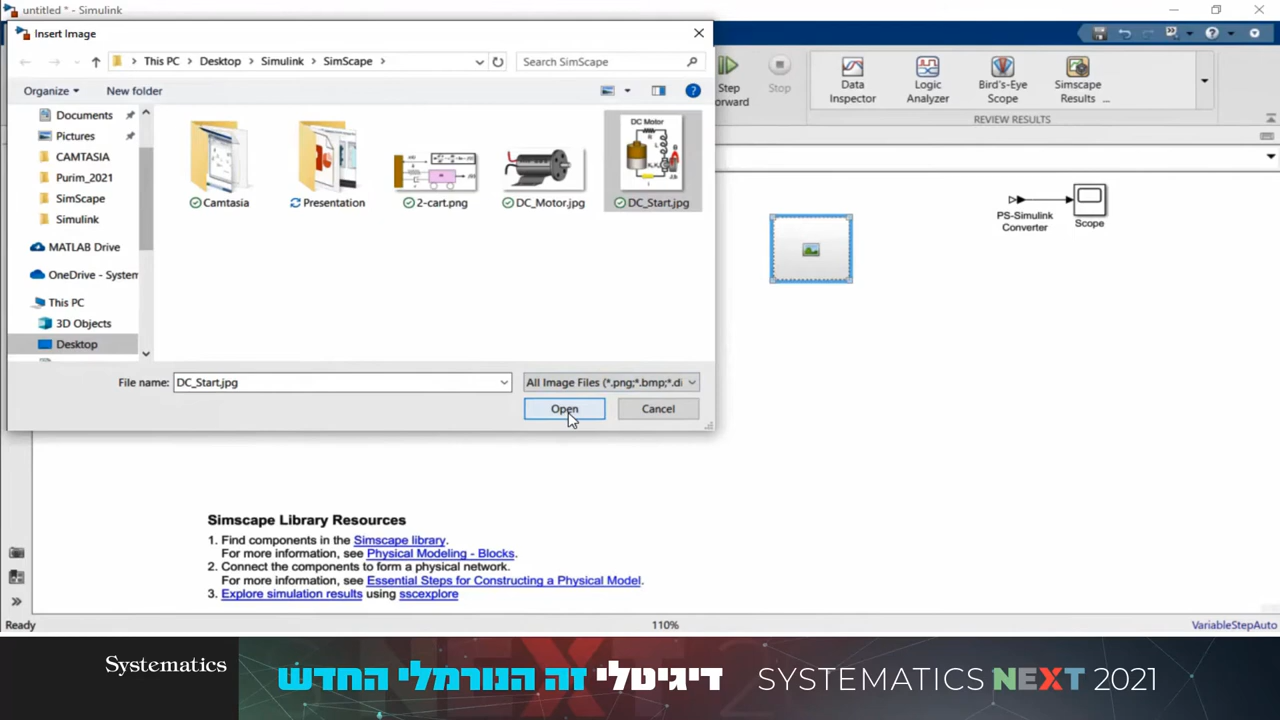 untitled * - Simulink
Insert Image
This PC
Desktop
Simulink
SimScape
Search SimScape
Organize
New folder
Documents
Pictures
CAMTASIA
Purim_2021
SimScape
Simulink
MATLAB Drive
OneDrive - System
This PC
3D Objects
Desktop
Camtasia
Presentation
2-cart.png
DC_Motor.jpg
DC Motor
DC_Start.jpg
File name:
DC_Start.jpg
All Image Files (*.png;*.bmp;*.di
Open
Cancel
Step
Stop
Data
Inspector
Logic
Analyzer
Bird's-Eye
Scope
Simscape
Results ...
REVIEW RESULTS
PS-Simulink
Converter
Scope
Simscape Library Resources
1. Find components in the Simscape library.
For more information, see Physical Modeling - Blocks.
2. Connect the components to form a physical network.
For more information, see Essential Steps for Constructing a Physical Model.
3. Explore simulation results using sscexplore
Ready
110%
VariableStepAuto
Systematics
דיגיטלי זה הנורמלי החדש
SYSTEMATICS NEXT 2021